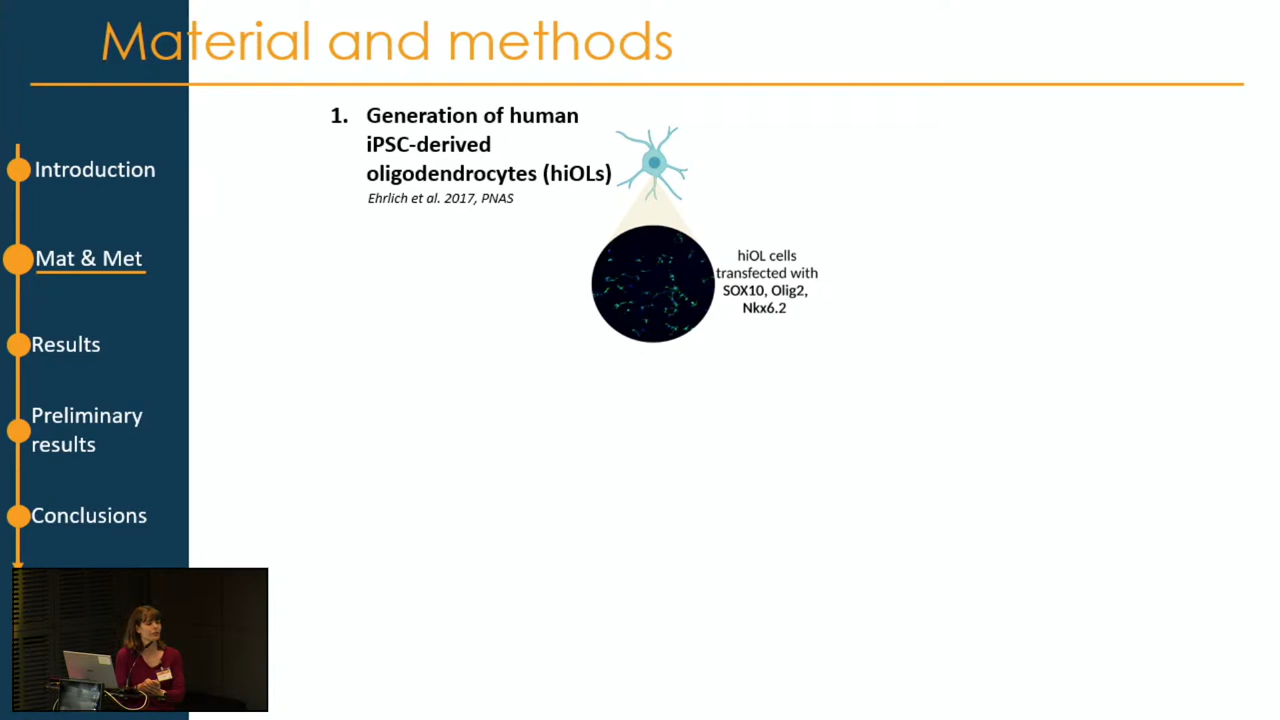 Material and methods
Introduction
Mat & Met
Results
Preliminary
results
Conclusions
1. Generation of human
iPSC-derived
oligodendrocytes (hiOLs)
Ehrlich et al. 2017, PNAS
hiOL cells
transfected with
SOX10, Olig2,
Nkx6.2